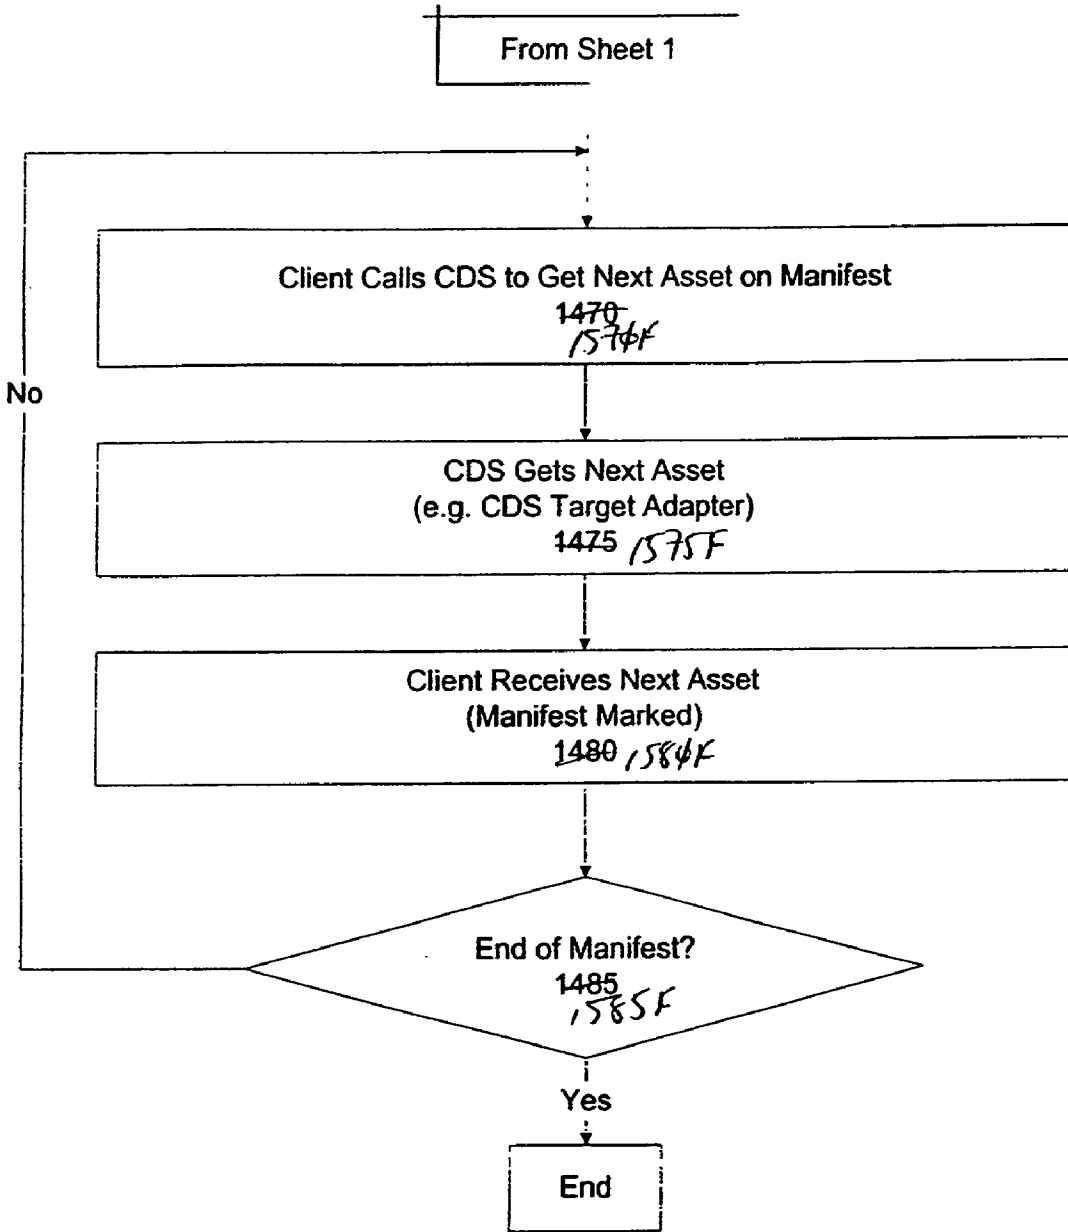 From Sheet 1
Client Calls CDS to Get Next Asset on Manifest
1470
1570F
No
CDS Gets Next Asset
(e.g. CDS Target Adapter)
1475 1575F
Client Receives Next Asset
(Manifest Marked)
1480 1580F
End of Manifest?
1485
1585F
Yes
End